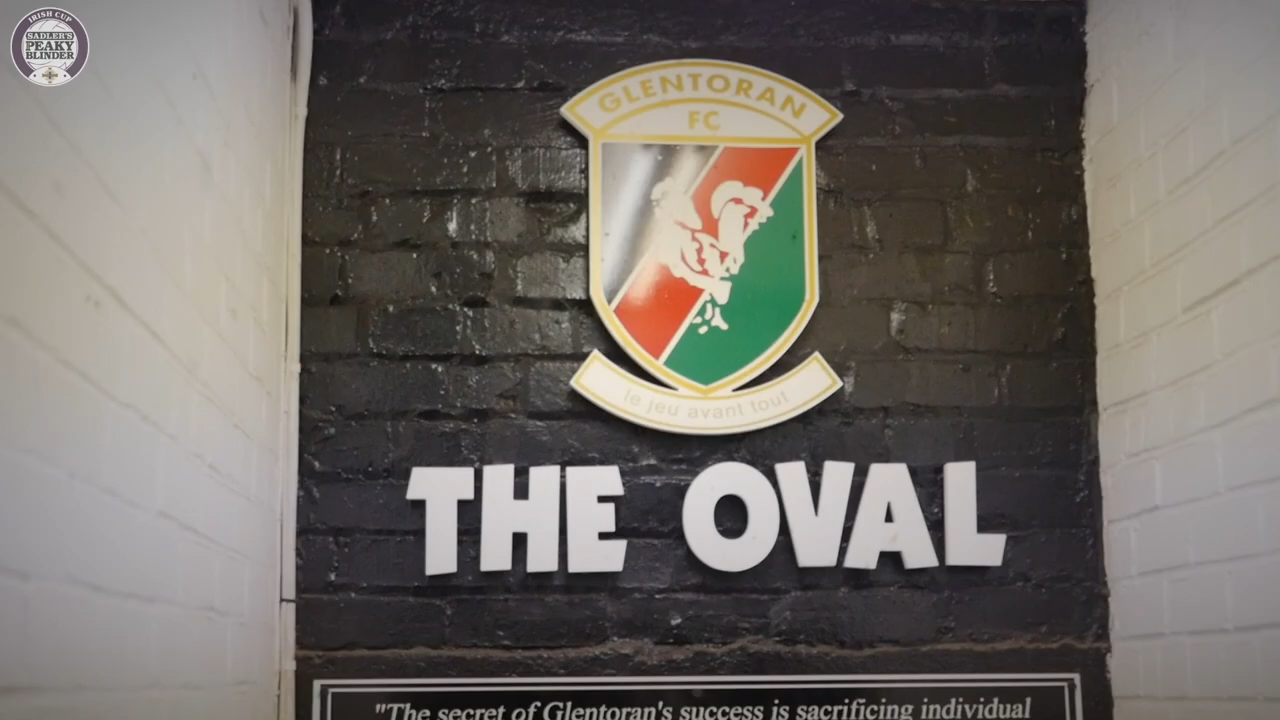 IRISH CUP
SADLER'S
PEAKY
BLINDER
GLENTORAN
FC
le jeu avant tout
THE OVAL
"The secret of Glentoran's success is sacrificing individual